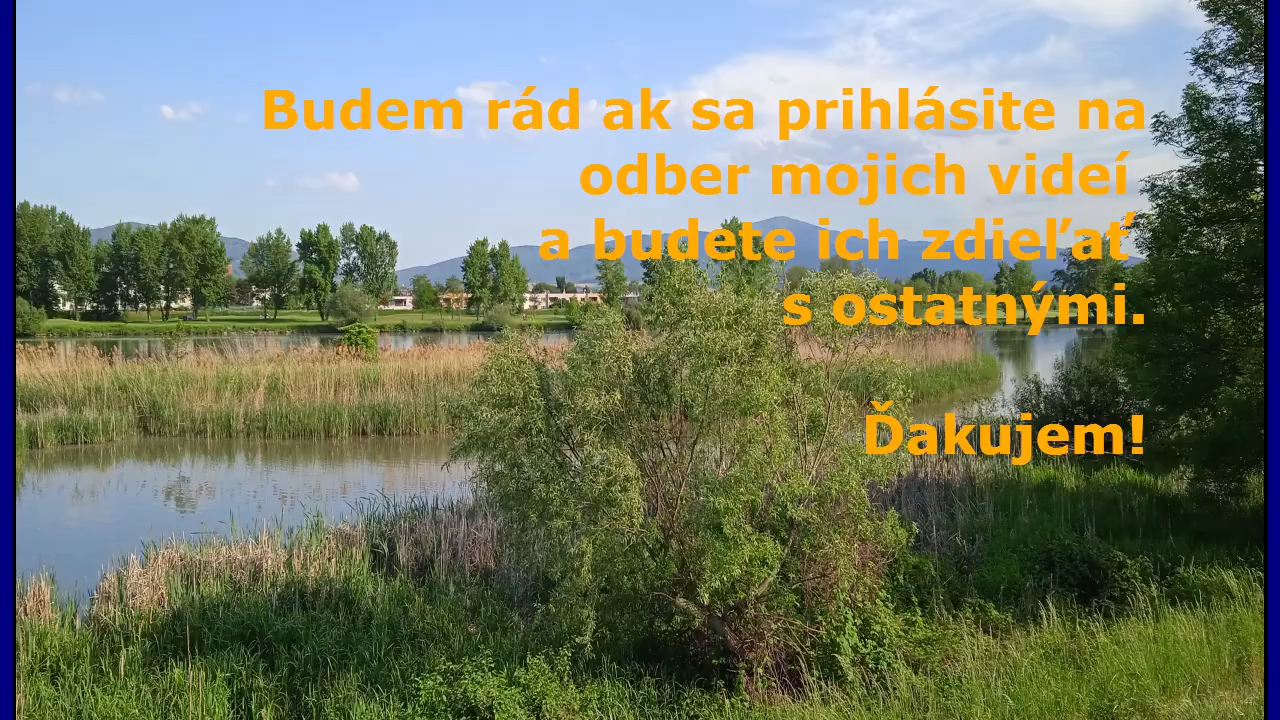 Budem rád ak sa prihlásite na
odber mojich videí
a budete ich zdieľať
s ostatnými.
Ďakujem!